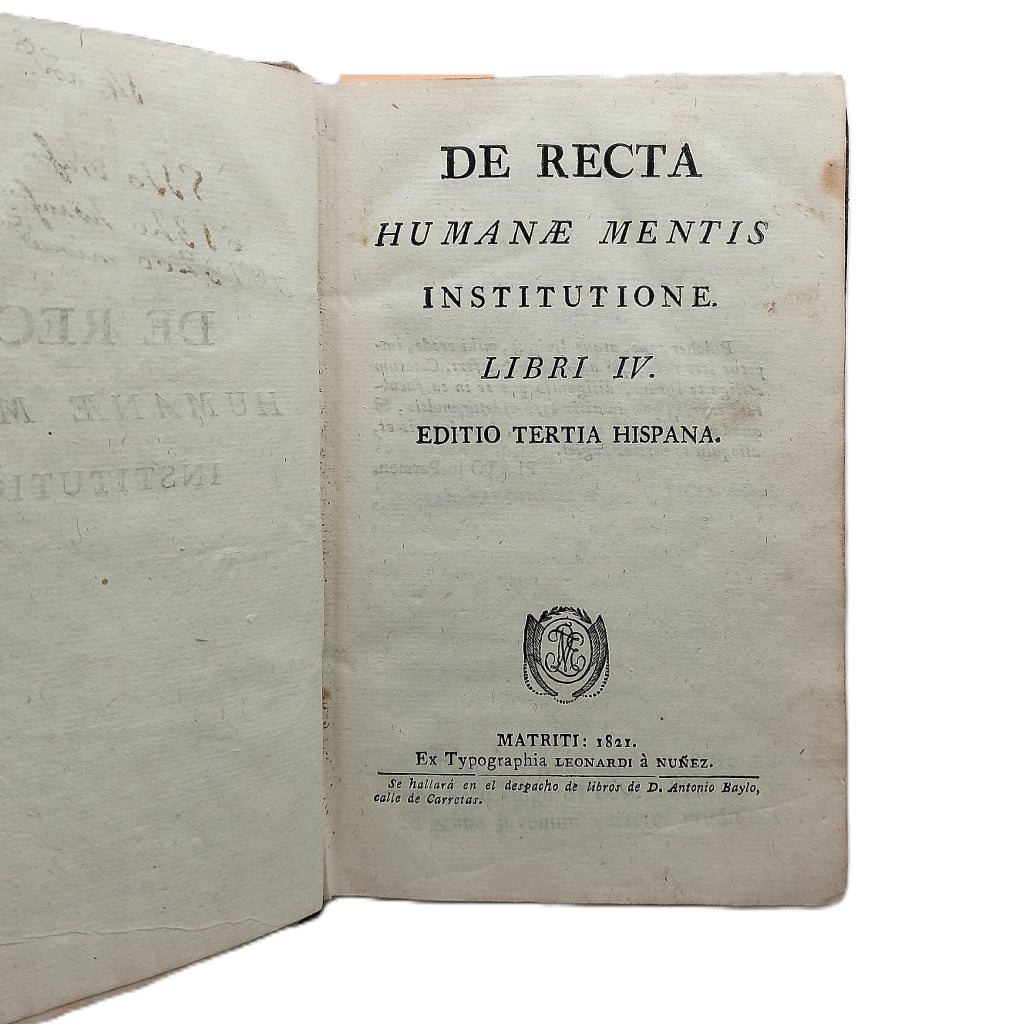 DE RECTA
HUMANÆ MENTIS
INSTITUTIONE.
LIBRI IV.
EDITIO TERTIA HISPANA.
MATRITI: 1821.
Ex Typographia LEONARDI à NUÑEZ.
Se hallará en el despacho de libros de D. Antonio Baylo,
calle de Carretas.